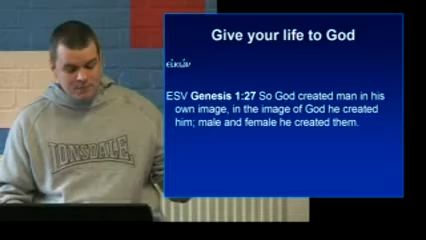 Give your life to God
εἰκών
ESV Genesis 1:27 So God created man in his
own image, in the image of God he created
him; male and female he created them.
LONSDALE